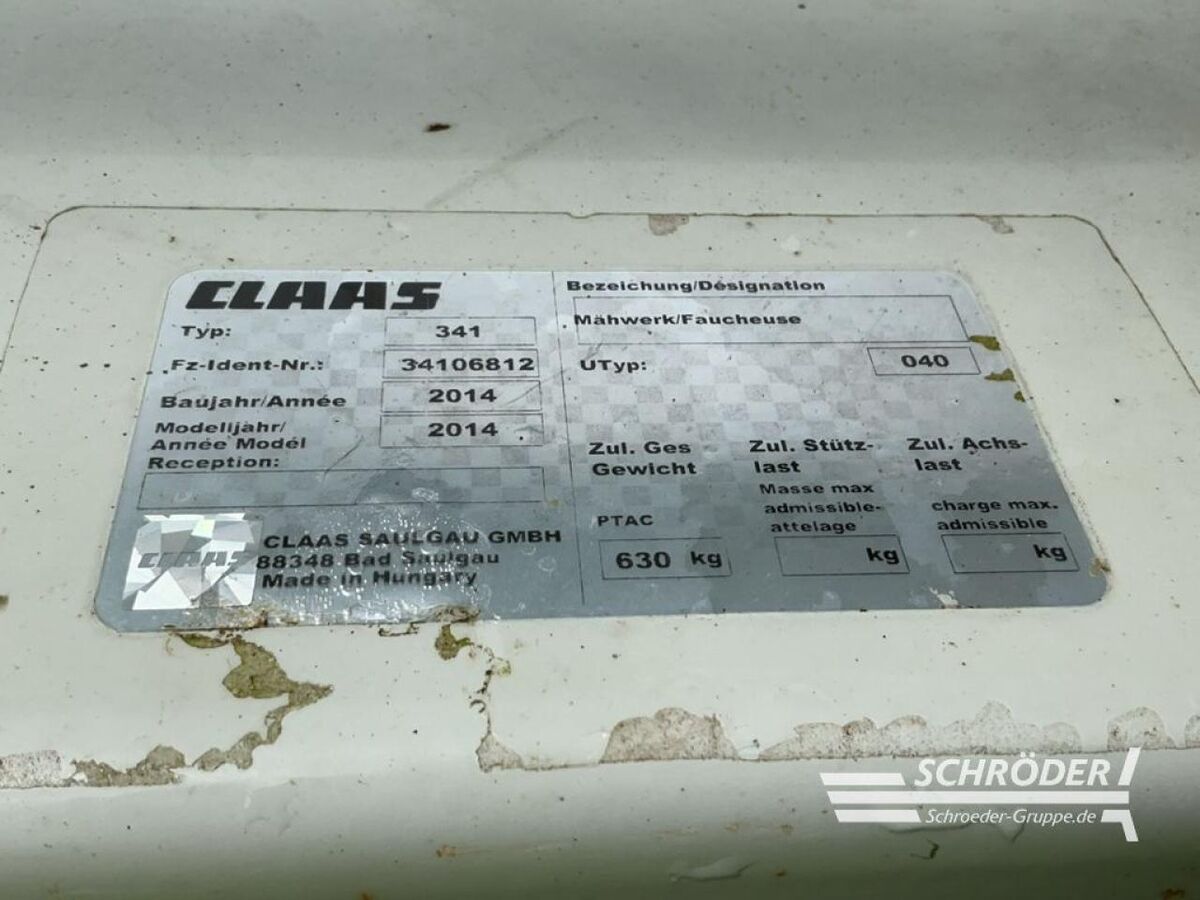 CLAAS
Typ: 341
Fz-Ident-Nr.: 34106812
Baujahr/Année 2014
Modelljahr/ 2014
Année Modél
Reception:
CLAAS
CLAAS SAULGAU GMBH
88348 Bad Saulgau
Made in Hungary
Bezeichung/Désignation
Mähwerk/Faucheuse
UTyp: 040
Zul. Ges
Gewicht
PTAC
630 kg
Zul. Stütz-
last
Masse max
admissible-
attelage
kg
Zul. Achs-
last
charge max.
admissible
kg
SCHRÖDER
Schroeder-Gruppe.de